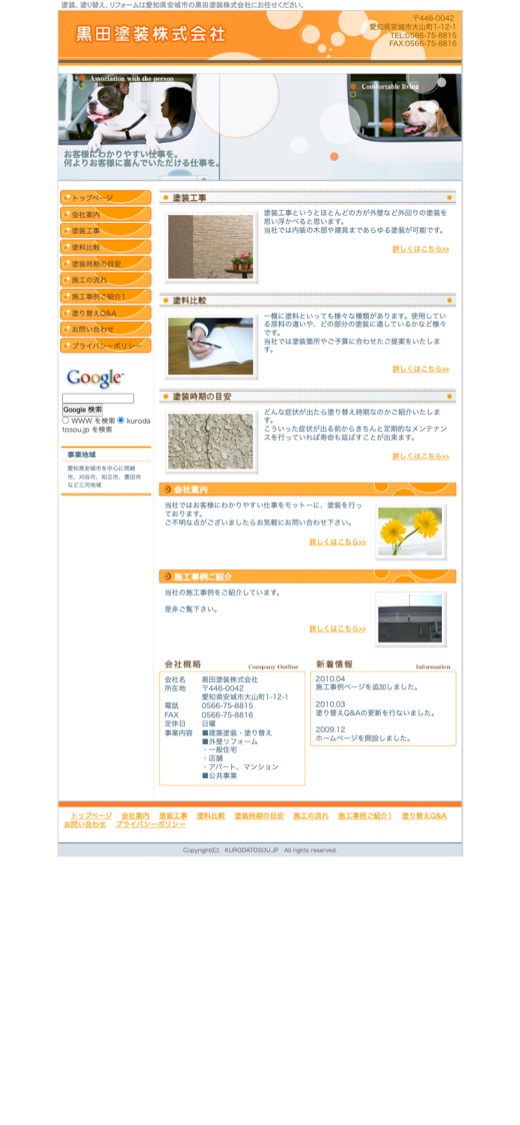 塗装、塗り替え、リフォームは愛知県安城市の黒田塗装株式会社にお任せください。
黒田塗装株式会社
〒446-0042
愛知県安城市大山町1-12-1
TEL:0566-75-8815
FAX:0566-75-8816
Association with the person
Comfortable living
お客様にわかりやすい仕事を。
何よりお客様に喜んでいただける仕事を。
トップページ
会社案内
塗装工事
塗料比較
塗装時期の目安
施工の流れ
施工事例ご紹介1
塗り替えQ&A
お問い合わせ
プライバシーポリシー
Google
Google 検索
WWW を検索 kuroda
tosou.jp を検索
事業地域
愛知県安城市を中心に岡崎
市、刈谷市、知立市、豊田市
など三河地域
塗装工事
塗装工事というとほとんどの方が外壁など外回りの塗装を
思い浮かべると思います。
当社では内装の木部や建具まであらゆる塗装が可能です。
詳しくはこちら>>
塗料比較
一概に塗料といっても様々な種類があります。使用してい
る原料の違いや、どの部分の塗装に適しているかなど様々
です。
当社では塗装箇所やご予算に合わせたご提案をいたしま
す。
詳しくはこちら>>
塗装時期の目安
どんな症状が出たら塗り替え時期なのかご紹介いたしま
す。
こういった症状が出る前からきちんと定期的なメンテナン
スを行っていれば寿命も延ばすことが出来ます。
詳しくはこちら>>
会社案内
当社ではお客様にわかりやすい仕事をモットーに、塗装を行っ
ております。
ご不明な点がございましたらお気軽にお問い合わせ下さい。
詳しくはこちら>>
施工事例ご紹介
当社の施工事例をご紹介しています。
是非ご覧下さい。
詳しくはこちら>>
会社概略 Company Outline
会社名 黒田塗装株式会社
所在地 〒446-0042
愛知県安城市大山町1-12-1
電話 0566-75-8815
FAX 0566-75-8816
定休日 日曜
事業内容 ■建築塗装・塗り替え
■外壁リフォーム
・一般住宅
・店舗
・アパート、マンション
■公共事業
新着情報 Information
2010.04
施工事例ページを追加しました。
2010.03
塗り替えQ&Aの更新を行ないました。
2009.12
ホームページを開設しました。
トップページ 会社案内 塗装工事 塗料比較 塗装時期の目安 施工の流れ 施工事例ご紹介1 塗り替えQ&A
お問い合わせ プライバシーポリシー
Copyright(C) KURODATOSOU.JP All rights reserved.